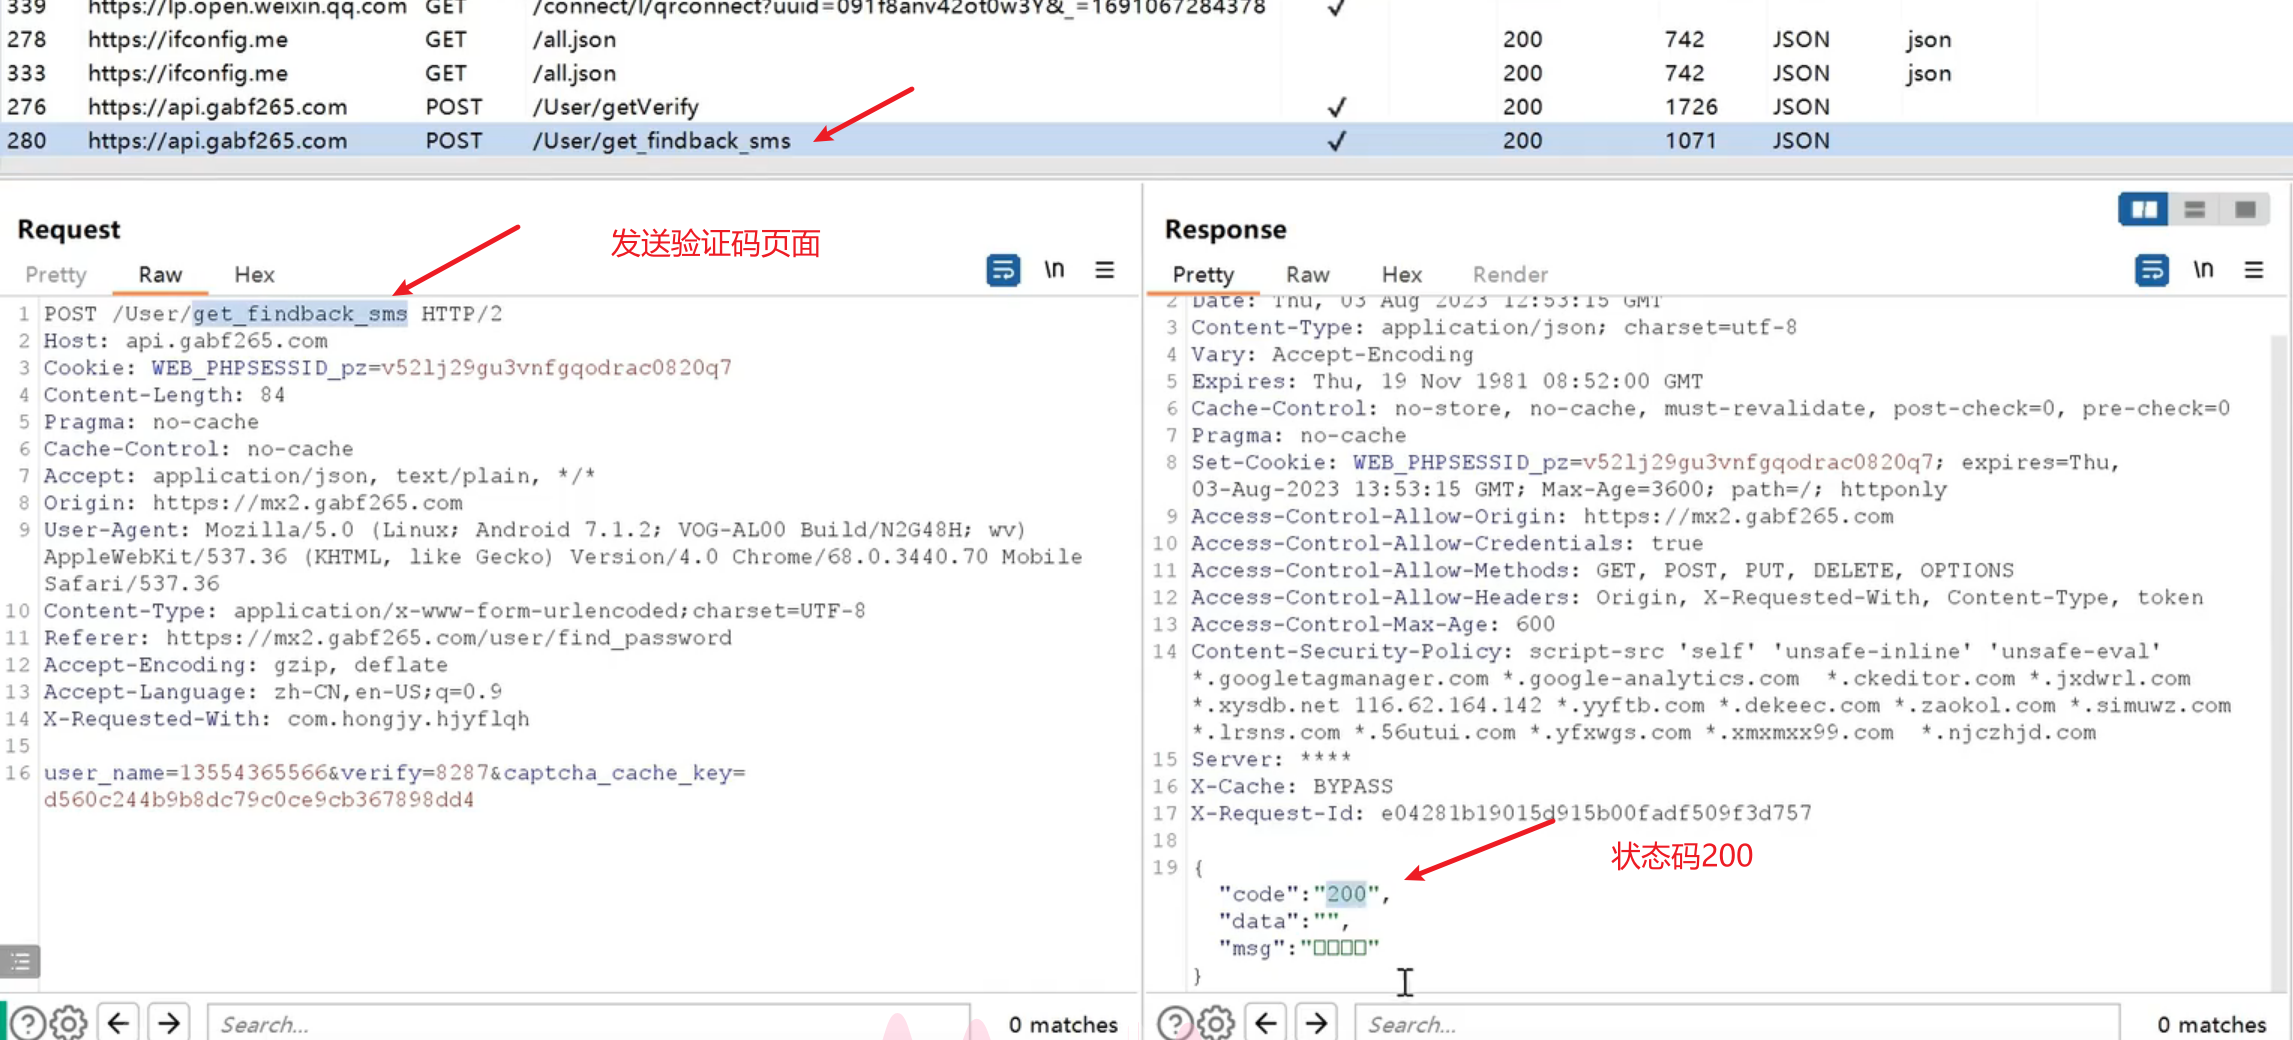 339 https://lp.open.weixin.qq.com GET /connect/l/qrconnect?uuid=091f8anv42ot0w3Y&_=1691067284378 ✓
278 https://ifconfig.me GET /all.json 200 742 JSON json
333 https://ifconfig.me GET /all.json 200 742 JSON json
276 https://api.gabf265.com POST /User/getVerify ✓ 200 1726 JSON
280 https://api.gabf265.com POST /User/get_findback_sms ✓ 200 1071 JSON
Request
发送验证码页面
Pretty Raw Hex
\n
1 POST /User/get_findback_sms HTTP/2
2 Host: api.gabf265.com
3 Cookie: WEB_PHPSESSID_pz=v52lj29gu3vnfgqodrac0820q7
4 Content-Length: 84
5 Pragma: no-cache
6 Cache-Control: no-cache
7 Accept: application/json, text/plain, */*
8 Origin: https://mx2.gabf265.com
9 User-Agent: Mozilla/5.0 (Linux; Android 7.1.2; VOG-AL00 Build/N2G48H; wv)
AppleWebKit/537.36 (KHTML, like Gecko) Version/4.0 Chrome/68.0.3440.70 Mobile
Safari/537.36
10 Content-Type: application/x-www-form-urlencoded;charset=UTF-8
11 Referer: https://mx2.gabf265.com/user/find_password
12 Accept-Encoding: gzip, deflate
13 Accept-Language: zh-CN,en-US;q=0.9
14 X-Requested-With: com.hongjy.hjyflqh
15
16 user_name=13554365566&verify=8287&captcha_cache_key=
d560c244b9b8dc79c0ce9cb367898dd4
Search...
0 matches
Response
Pretty Raw Hex Render
\n
2 Date: Thu, 03 Aug 2023 12:53:15 GMT
3 Content-Type: application/json; charset=utf-8
4 Vary: Accept-Encoding
5 Expires: Thu, 19 Nov 1981 08:52:00 GMT
6 Cache-Control: no-store, no-cache, must-revalidate, post-check=0, pre-check=0
7 Pragma: no-cache
8 Set-Cookie: WEB_PHPSESSID_pz=v52lj29gu3vnfgqodrac0820q7; expires=Thu,
03-Aug-2023 13:53:15 GMT; Max-Age=3600; path=/; httponly
9 Access-Control-Allow-Origin: https://mx2.gabf265.com
10 Access-Control-Allow-Credentials: true
11 Access-Control-Allow-Methods: GET, POST, PUT, DELETE, OPTIONS
12 Access-Control-Allow-Headers: Origin, X-Requested-With, Content-Type, token
13 Access-Control-Max-Age: 600
14 Content-Security-Policy: script-src 'self' 'unsafe-inline' 'unsafe-eval'
*.googletagmanager.com *.google-analytics.com *.ckeditor.com *.jxdwrl.com
*.xysdb.net 116.62.164.142 *.yyftb.com *.dekeec.com *.zaokol.com *.simuwz.com
*.lrsns.com *.56utui.com *.yfxwgs.com *.xmxmxx99.com *.njczhjd.com
15 Server: ****
16 X-Cache: BYPASS
17 X-Request-Id: e04281b19015d915b00fadf509f3d757
18
状态码200
19 {
"code":"200",
"data":"",
"msg":"□□□□"
}
Search...
0 matches